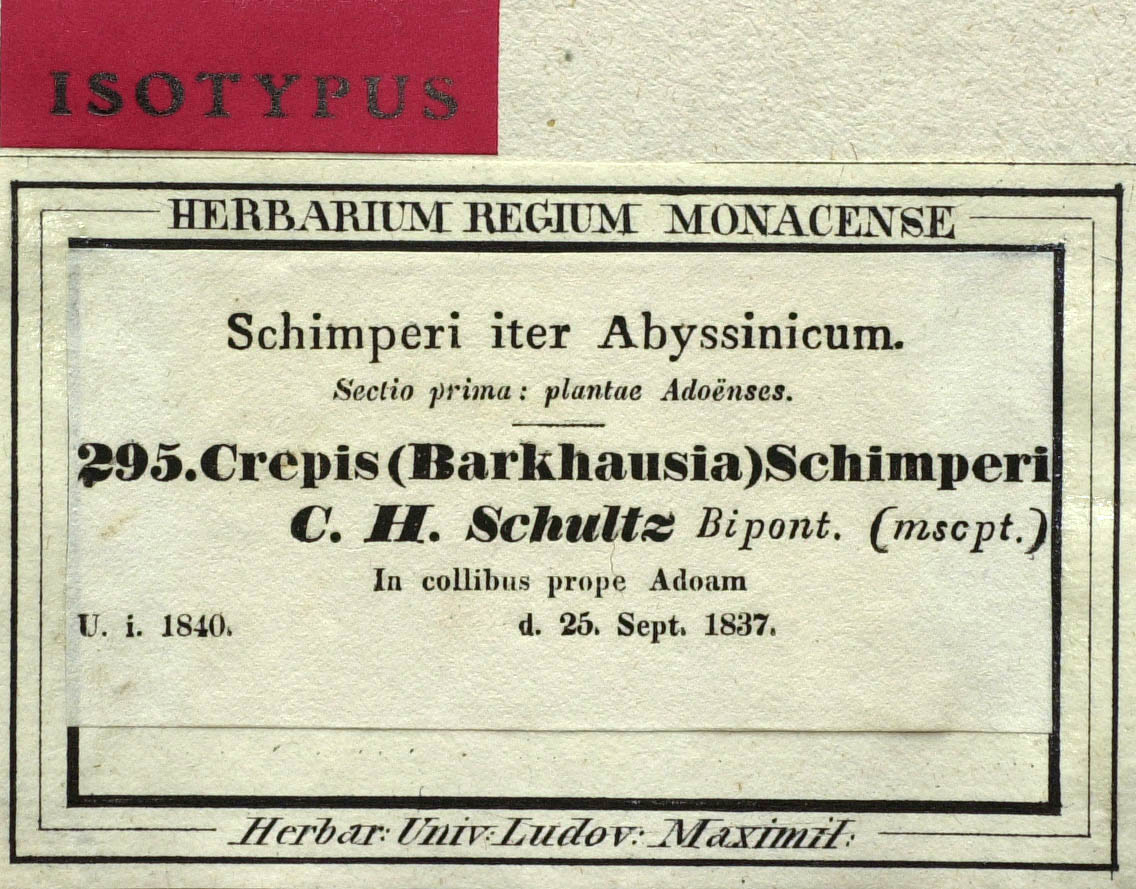 ISOTYPUS
HERBARIUM REGIUM MONACENSE
Schimperi iter Abyssinicum.
Sectio prima: plantae Adoënses.
295. Crepis (Barkhausia) Schimperi
C. H. Schultz Bipont. (mscpt.)
In collibus prope Adoam
U. i. 1840. d. 25. Sept. 1837.
Herbar: Univ: Ludov: Maximil: